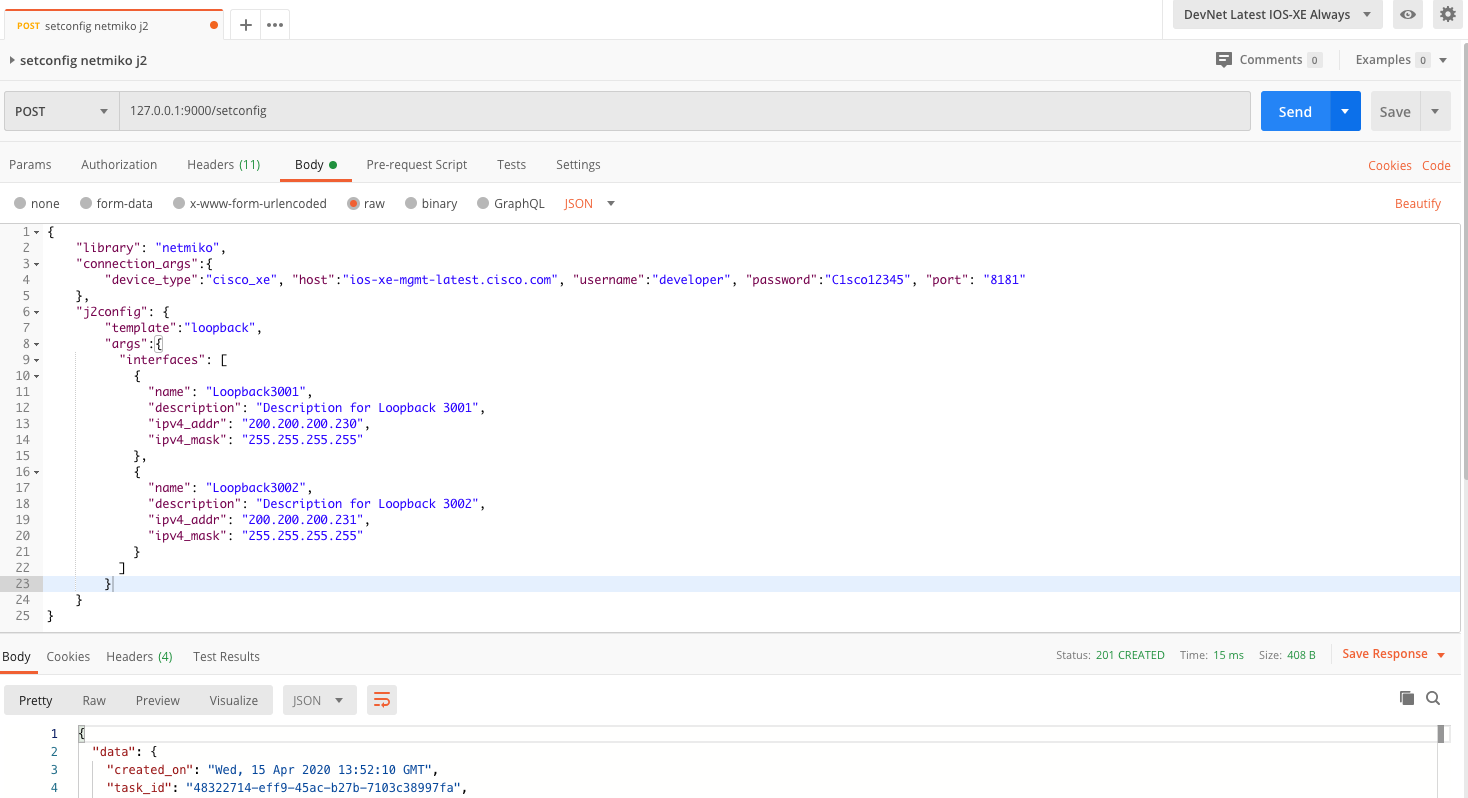 POST setconfig netmiko j2
DevNet Latest IOS-XE Always
setconfig netmiko j2
Comments 0 Examples 0
POST 127.0.0.1:9000/setconfig Send Save
Params Authorization Headers (11) Body Pre-request Script Tests Settings Cookies Code
none form-data x-www-form-urlencoded raw binary GraphQL JSON Beautify
1 {
2 "library": "netmiko",
3 "connection_args":{
4 "device_type":"cisco_xe", "host":"ios-xe-mgmt-latest.cisco.com", "username":"developer", "password":"C1sco12345", "port": "8181"
5 },
6 "j2config": {
7 "template":"loopback",
8 "args":{
9 "interfaces": [
10 {
11 "name": "Loopback3001",
12 "description": "Description for Loopback 3001",
13 "ipv4_addr": "200.200.200.230",
14 "ipv4_mask": "255.255.255.255"
15 },
16 {
17 "name": "Loopback3002",
18 "description": "Description for Loopback 3002",
19 "ipv4_addr": "200.200.200.231",
20 "ipv4_mask": "255.255.255.255"
21 }
22 ]
23 }
24 }
25 }
Body Cookies Headers (4) Test Results Status: 201 CREATED Time: 15 ms Size: 408 B Save Response
Pretty Raw Preview Visualize JSON
1 {
2 "data": {
3 "created_on": "Wed, 15 Apr 2020 13:52:10 GMT",
4 "task_id": "48322714-eff9-45ac-b27b-7103c38997fa",